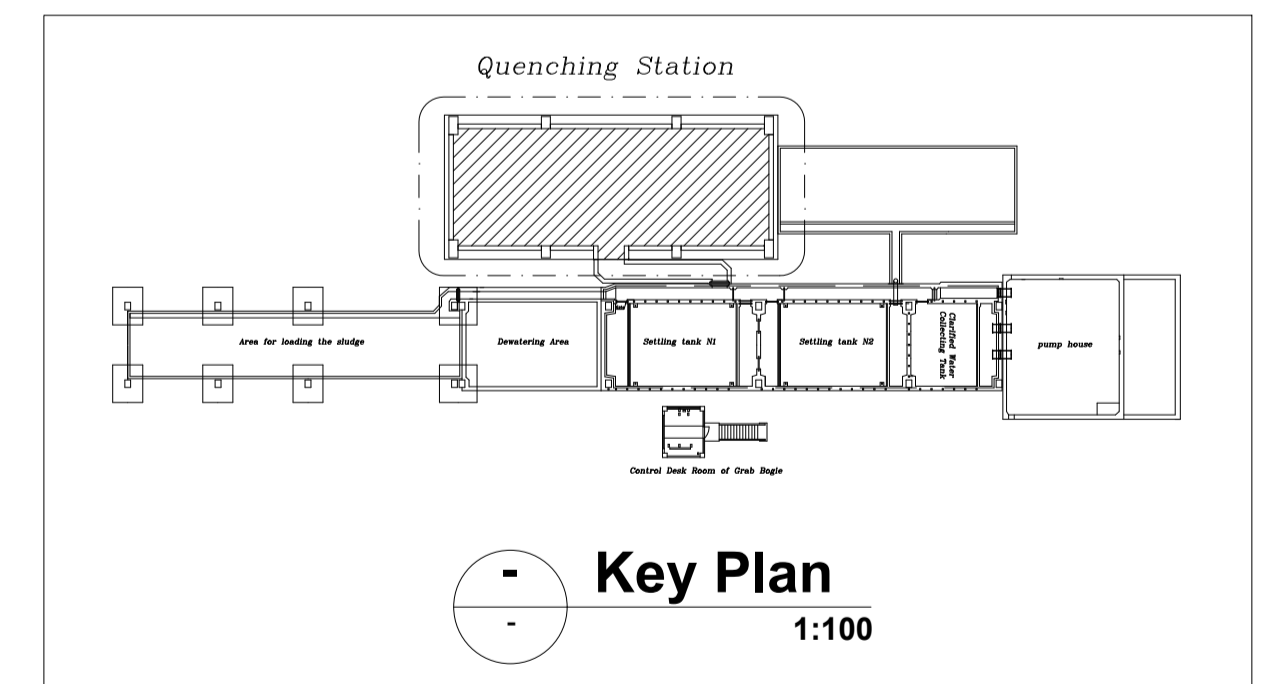 Quenching Station
Area for loading the sludge
Dewatering Area
Settling tank N1
Settling tank N2
Clarified Water
Collecting Tank
pump house
Control Desk Room of Grab Bogie
-
Key Plan
-
1:100